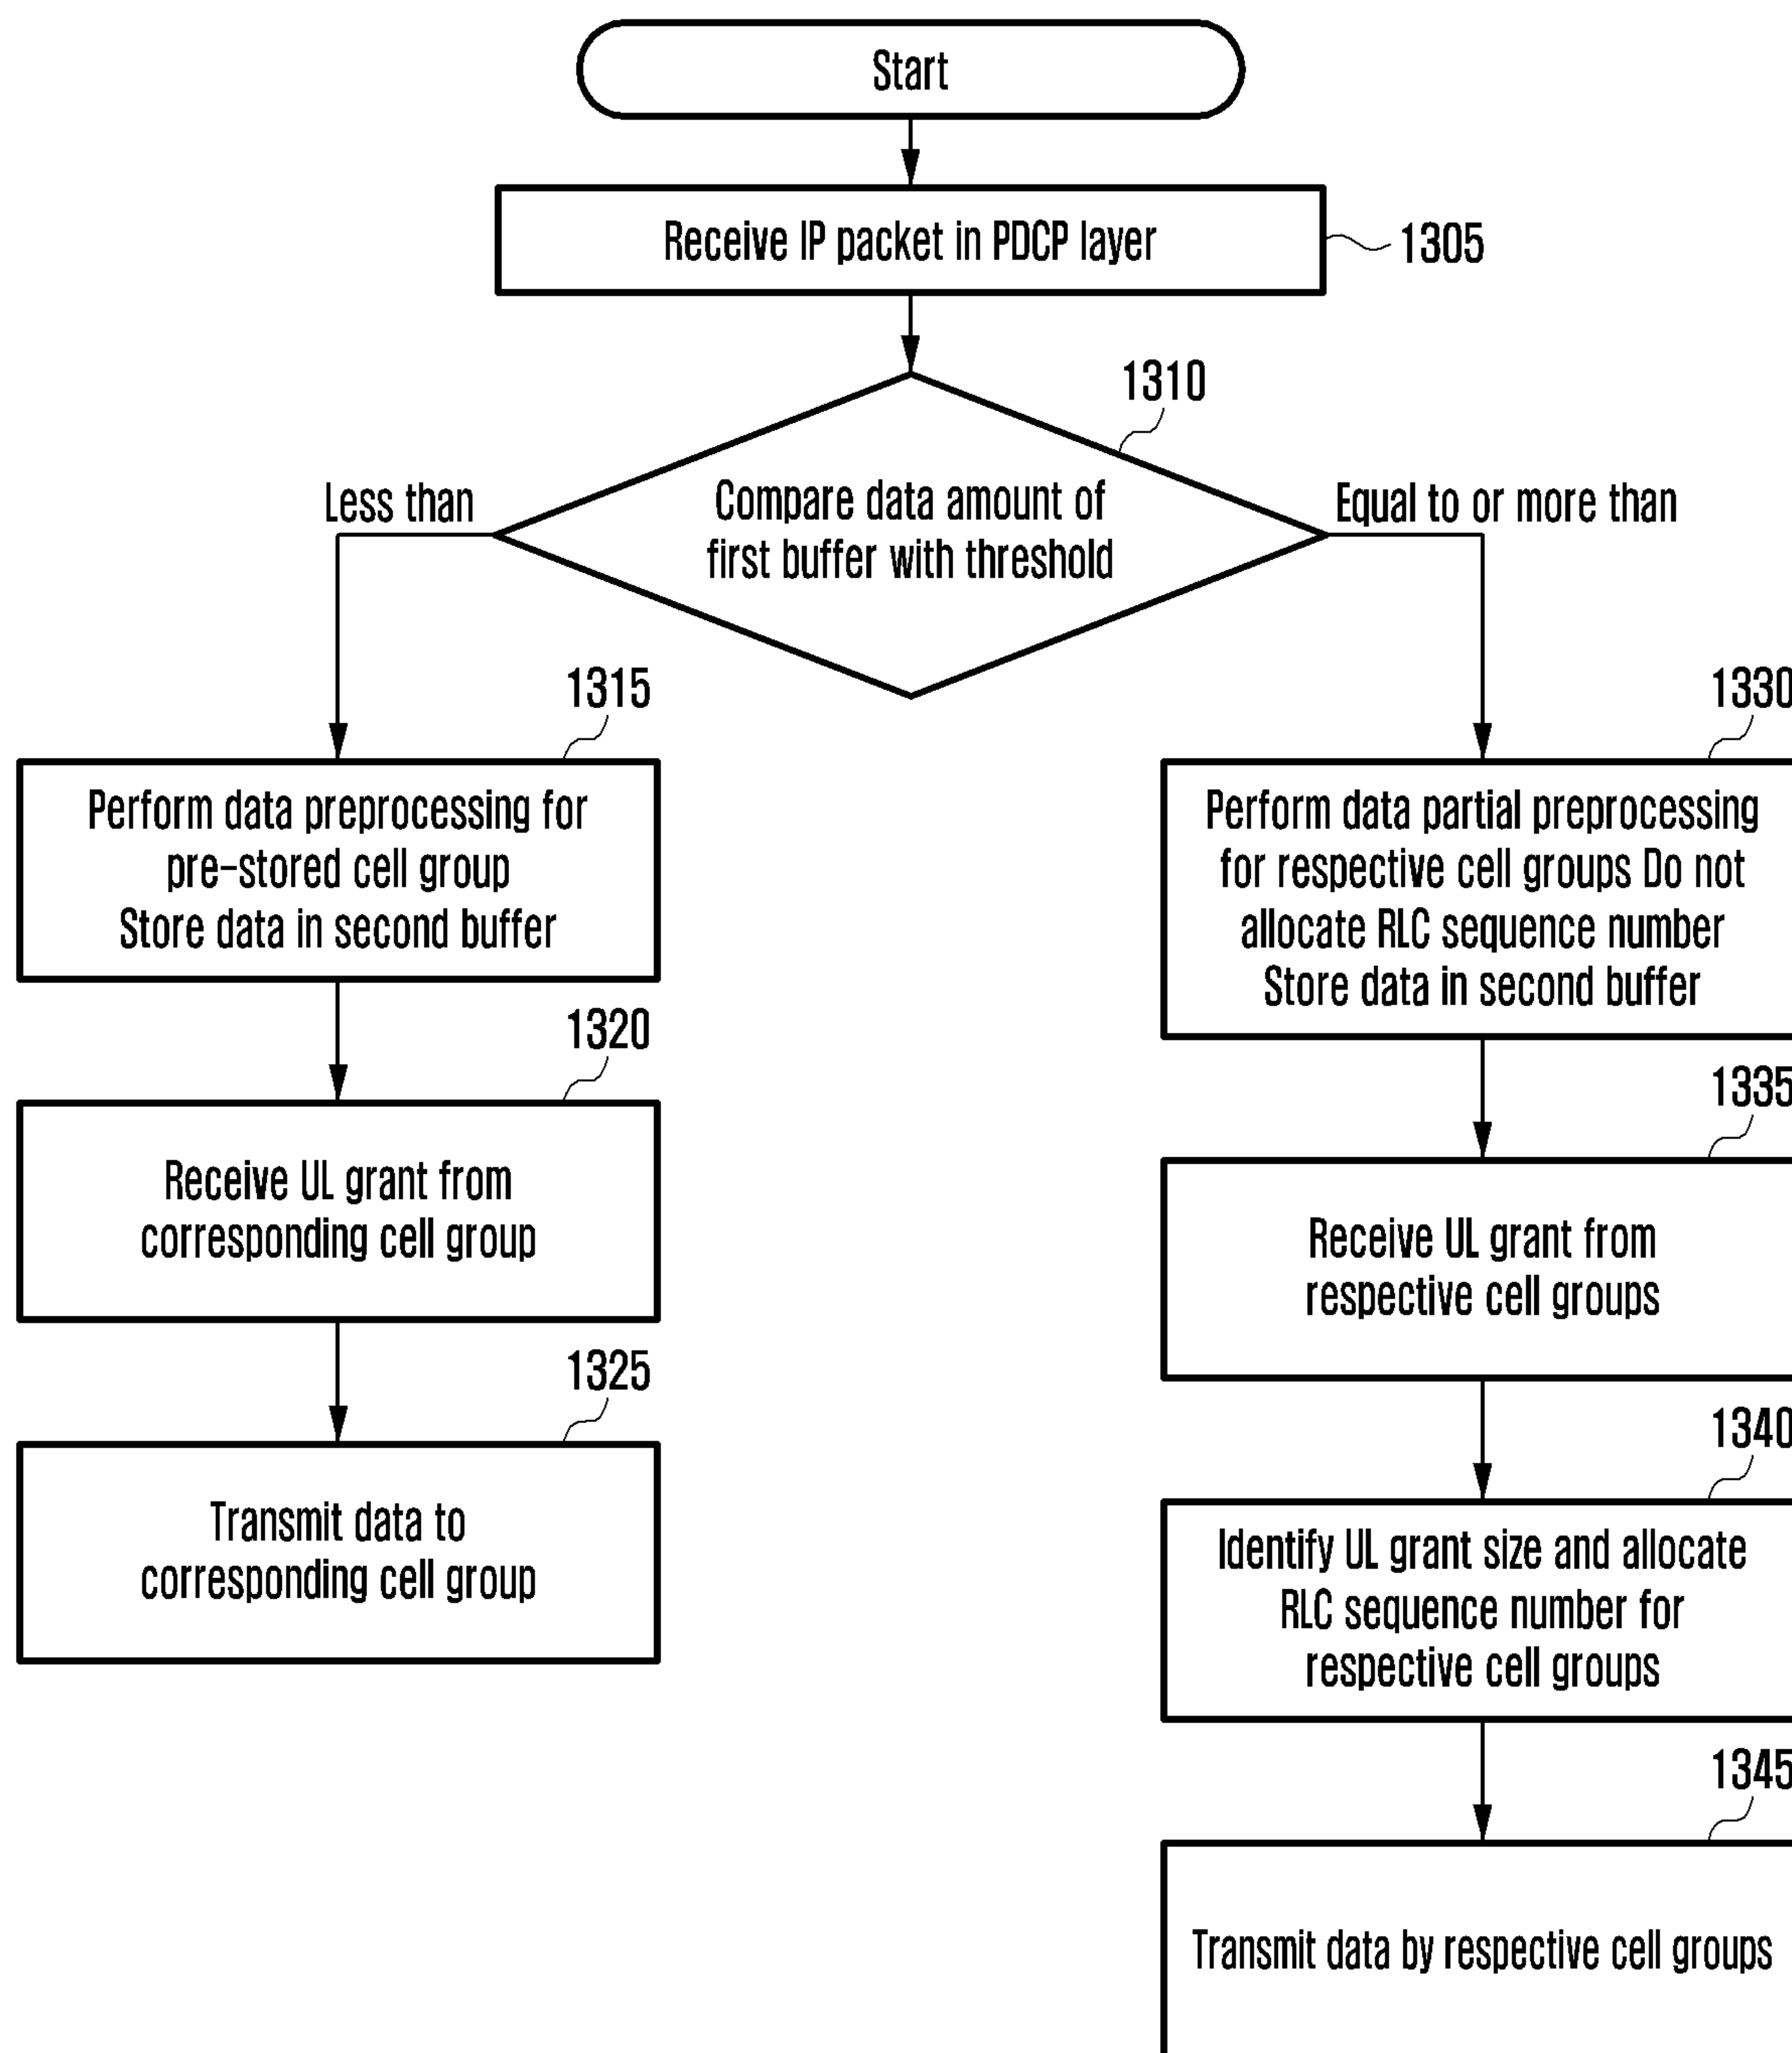 Start
Receive IP packet in PDCP layer
1305
1310
Compare data amount of
first buffer with threshold
Less than
Equal to or more than
1315
Perform data preprocessing for
pre-stored cell group
Store data in second buffer
1320
Receive UL grant from
corresponding cell group
1325
Transmit data to
corresponding cell group
1330
Perform data partial preprocessing
for respective cell groups Do not
allocate RLC sequence number
Store data in second buffer
1335
Receive UL grant from
respective cell groups
1340
Identify UL grant size and allocate
RLC sequence number for
respective cell groups
1345
Transmit data by respective cell groups